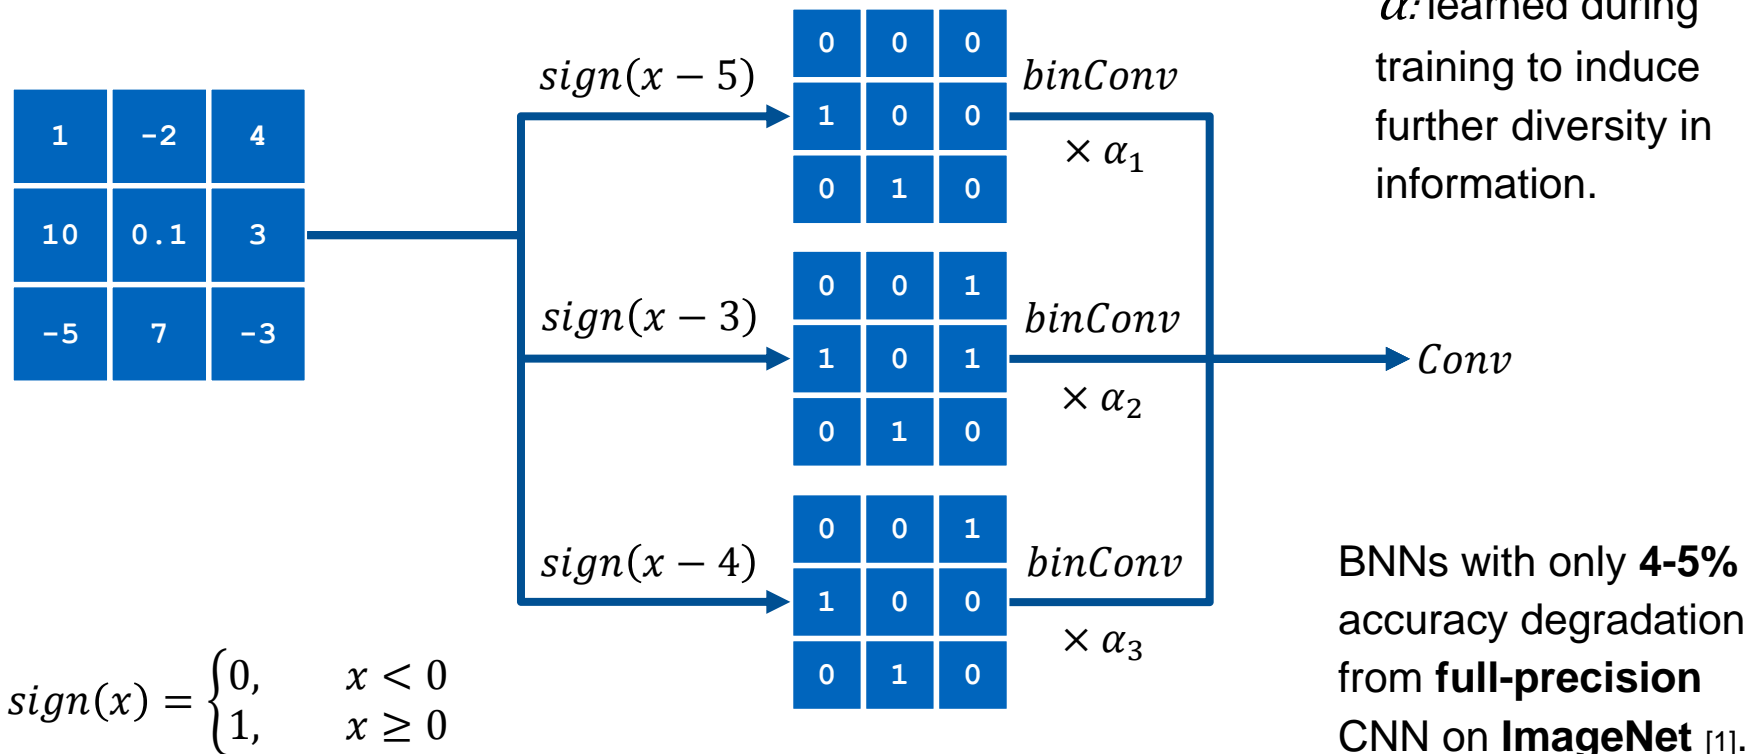 1 -2 4
10 0.1 3
-5 7 -3
sign(x − 5)
0 0 0
1 0 0
0 1 0
binConv
× α₁
sign(x − 3)
0 0 1
1 0 1
0 1 0
binConv
× α₂
sign(x − 4)
0 0 1
1 0 0
0 1 0
binConv
× α₃
Conv
α: learned during
training to induce
further diversity in
information.
sign(x) = {0, x < 0
1, x ≥ 0
BNNs with only 4-5%
accuracy degradation
from full-precision
CNN on ImageNet [1].